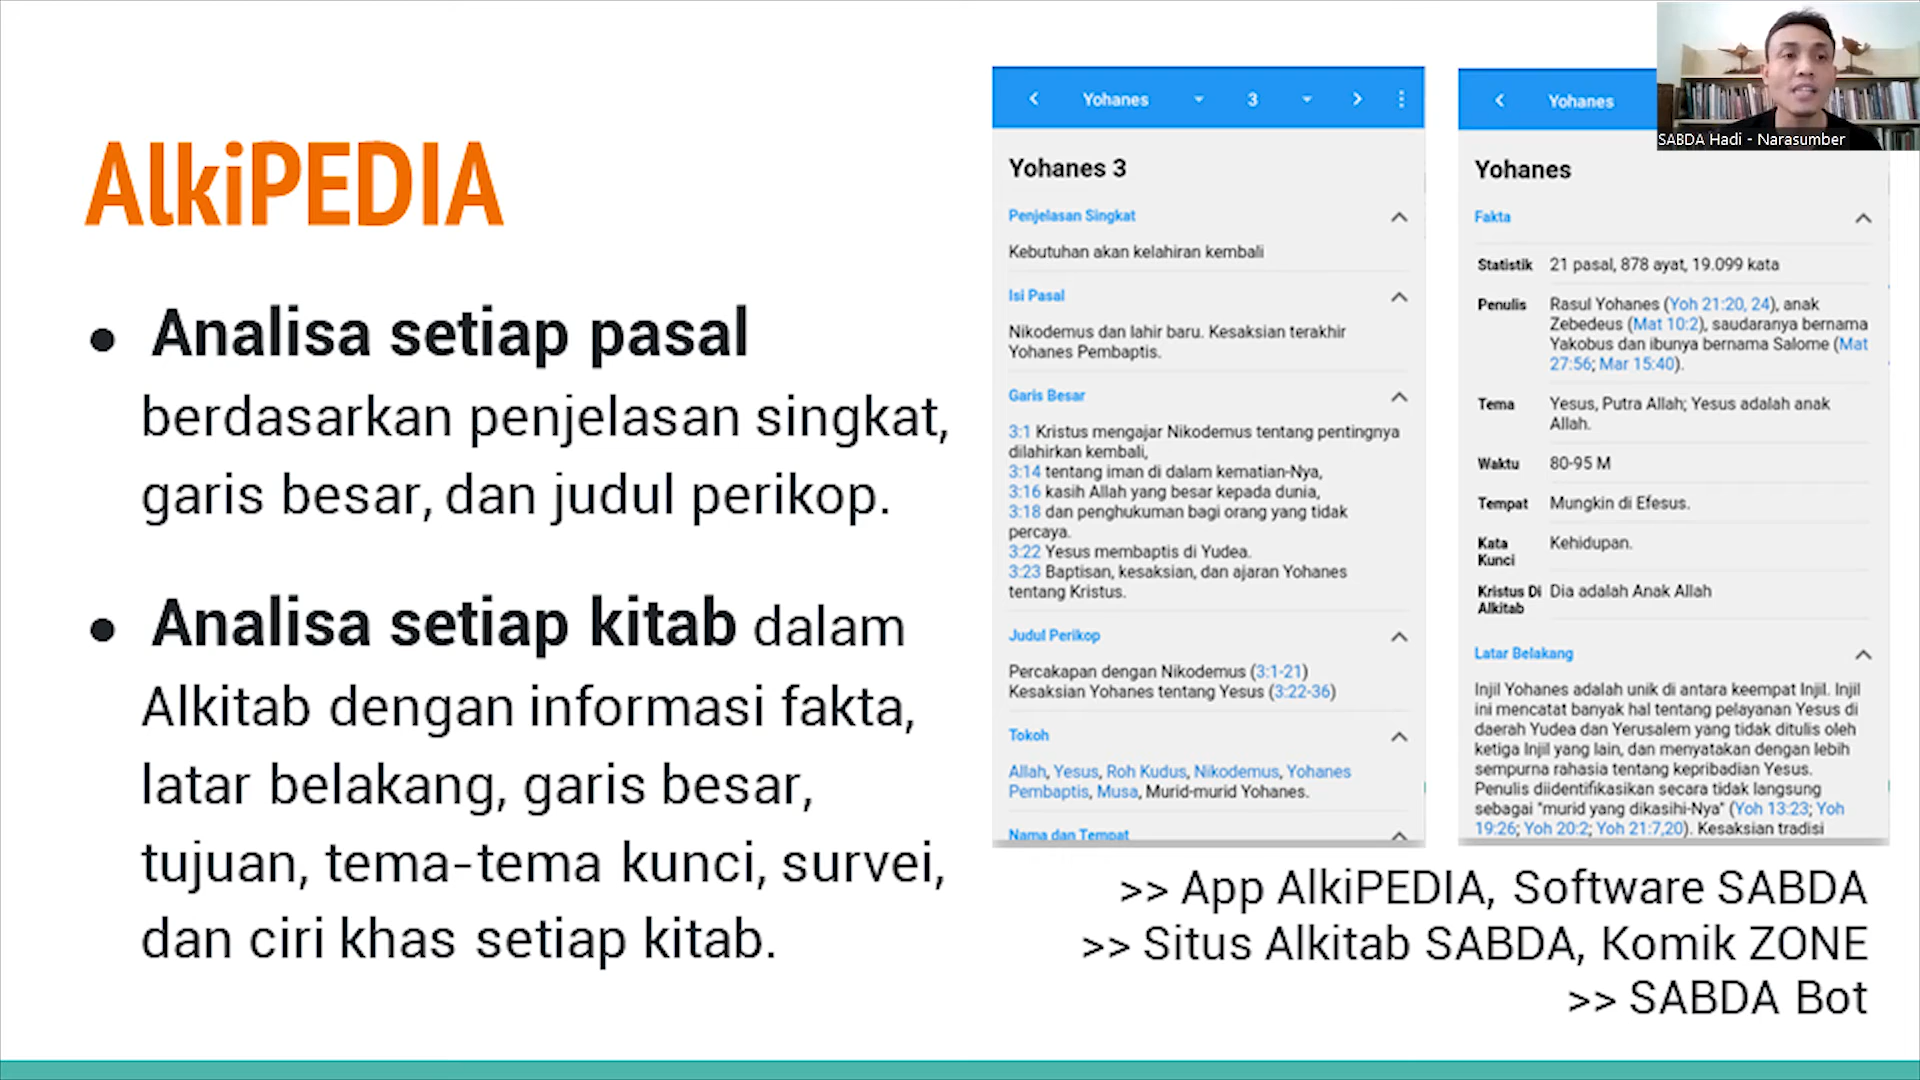 AlkiPEDIA
● Analisa setiap pasal
berdasarkan penjelasan singkat,
garis besar, dan judul perikop.
● Analisa setiap kitab dalam
Alkitab dengan informasi fakta,
latar belakang, garis besar,
tujuan, tema-tema kunci, survei,
dan ciri khas setiap kitab.
Yohanes 3
Yohanes 3
Penjelasan Singkat
Kebutuhan akan kelahiran kembali
Isi Pasal
Nikodemus dan lahir baru. Kesaksian terakhir
Yohanes Pembaptis.
Garis Besar
3:1 Kristus mengajar Nikodemus tentang pentingnya
dilahirkan kembali,
3:14 tentang iman di dalam kematian-Nya,
3:16 kasih Allah yang besar kepada dunia,
3:18 dan penghukuman bagi orang yang tidak
percaya.
3:22 Yesus membaptis di Yudea.
3:23 Baptisan, kesaksian, dan ajaran Yohanes
tentang Kristus.
Judul Perikop
Percakapan dengan Nikodemus (3:1-21)
Kesaksian Yohanes tentang Yesus (3:22-36)
Tokoh
Allah, Yesus, Roh Kudus, Nikodemus, Yohanes
Pembaptis, Musa, Murid-murid Yohanes.
Nama dan Tempat
Yohanes
Yohanes
Fakta
Statistik 21 pasal, 878 ayat, 19.099 kata
Penulis Rasul Yohanes (Yoh 21:20, 24), anak
Zebedeus (Mat 10:2), saudaranya bernama
Yakobus dan ibunya bernama Salome (Mat
27:56; Mar 15:40).
Tema Yesus, Putra Allah; Yesus adalah anak
Allah.
Waktu 80-95 M
Tempat Mungkin di Efesus.
Kata Kehidupan.
Kunci
Kristus Di Dia adalah Anak Allah
Alkitab
Latar Belakang
Injil Yohanes adalah unik di antara keempat Injil. Injil
ini mencatat banyak hal tentang pelayanan Yesus di
daerah Yudea dan Yerusalem yang tidak ditulis oleh
ketiga Injil yang lain, dan menyatakan dengan lebih
sempurna rahasia tentang kepribadian Yesus.
Penulis diidentifikasikan secara tidak langsung
sebagai "murid yang dikasihi-Nya" (Yoh 13:23; Yoh
19:26; Yoh 20:2; Yoh 21:7,20). Kesaksian tradisi
SABDA Hadi - Narasumber
>> App AlkiPEDIA, Software SABDA
>> Situs Alkitab SABDA, Komik ZONE
>> SABDA Bot